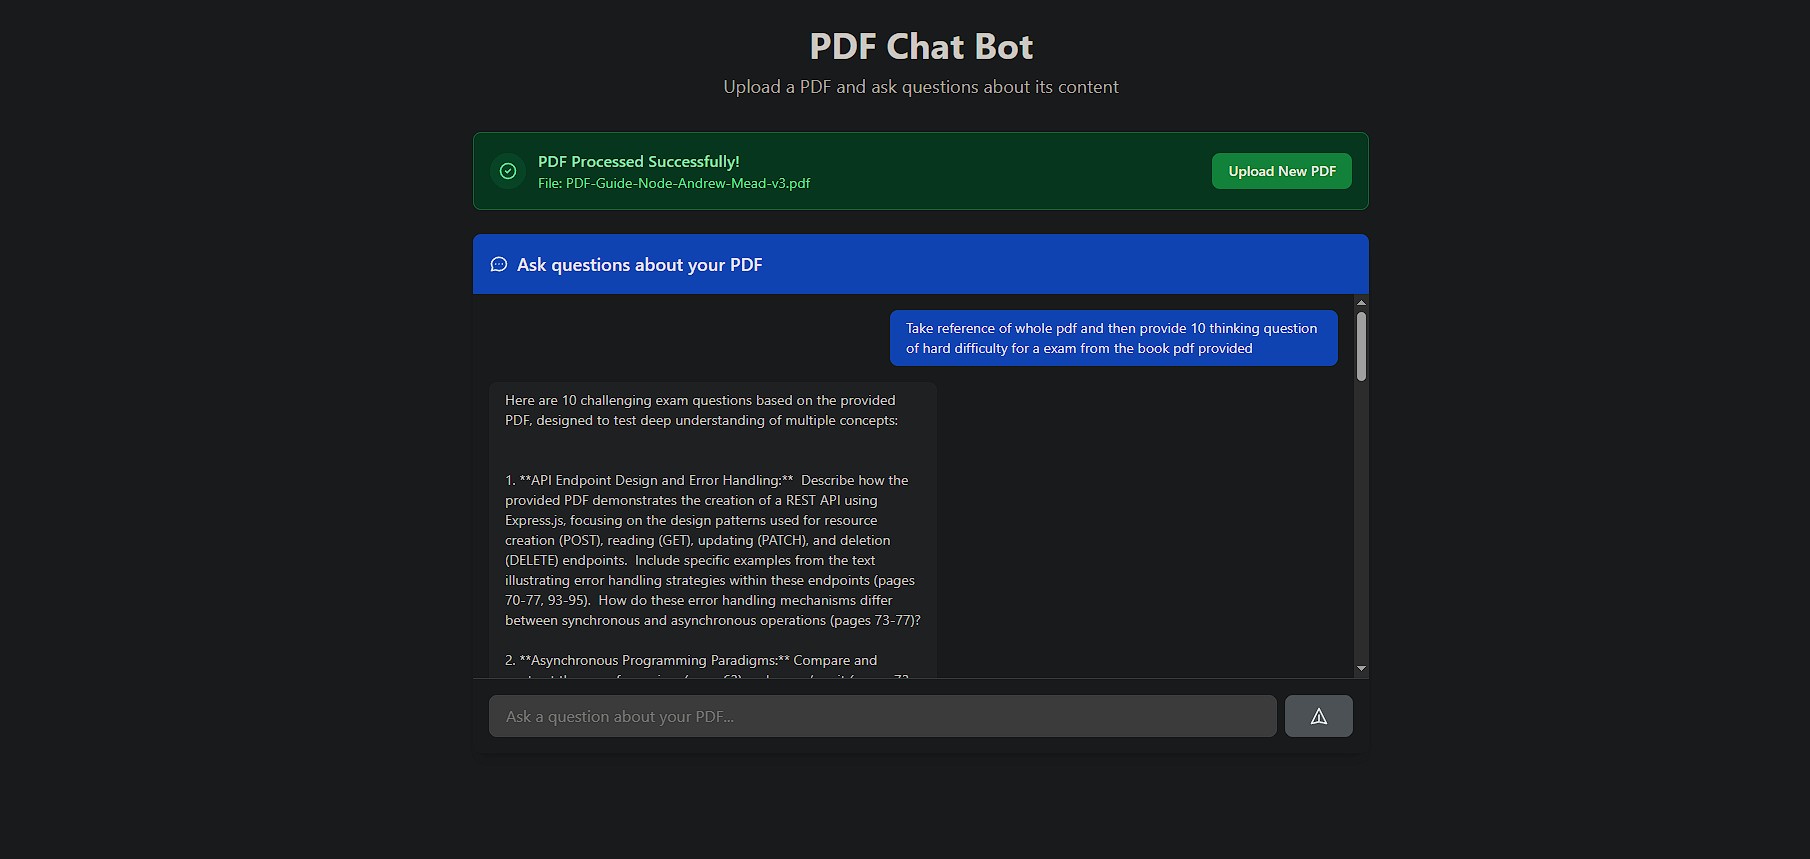 PDF Chat Bot
Upload a PDF and ask questions about its content
PDF Processed Successfully!
File: PDF-Guide-Node-Andrew-Mead-v3.pdf
Upload New PDF
Ask questions about your PDF
Take reference of whole pdf and then provide 10 thinking question
of hard difficulty for a exam from the book pdf provided
Here are 10 challenging exam questions based on the provided
PDF, designed to test deep understanding of multiple concepts:
1. **API Endpoint Design and Error Handling:**  Describe how the
provided PDF demonstrates the creation of a REST API using
Express.js, focusing on the design patterns used for resource
creation (POST), reading (GET), updating (PATCH), and deletion
(DELETE) endpoints.  Include specific examples from the text
illustrating error handling strategies within these endpoints (pages
70-77, 93-95).  How do these error handling mechanisms differ
between synchronous and asynchronous operations (pages 73-77)?
2. **Asynchronous Programming Paradigms:** Compare and
Ask a question about your PDF...